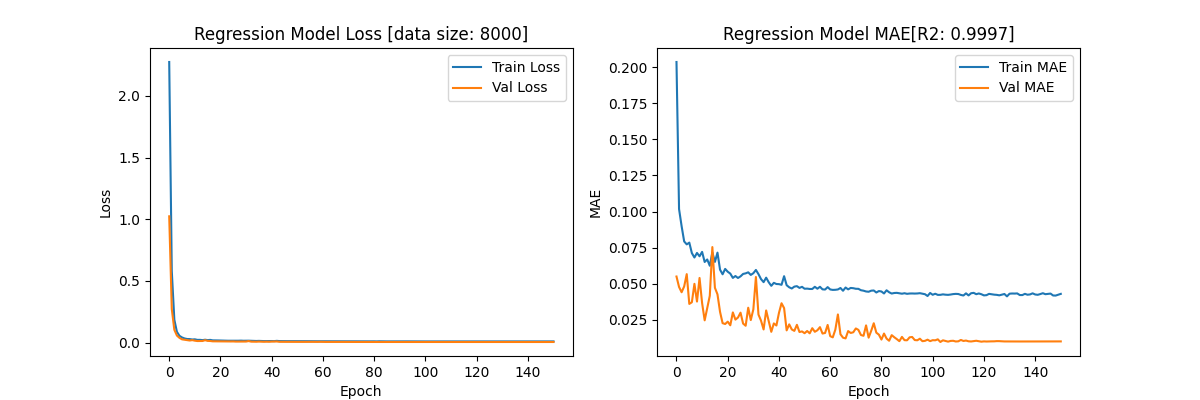 Regression Model Loss [data size: 8000]
Train Loss
Val Loss
2.0
1.5
1.0
0.5
0.0
Loss
0 20 40 60 80 100 120 140
Epoch
Regression Model MAE[R2: 0.9997]
Train MAE
Val MAE
0.200
0.175
0.150
0.125
0.100
0.075
0.050
0.025
MAE
0 20 40 60 80 100 120 140
Epoch